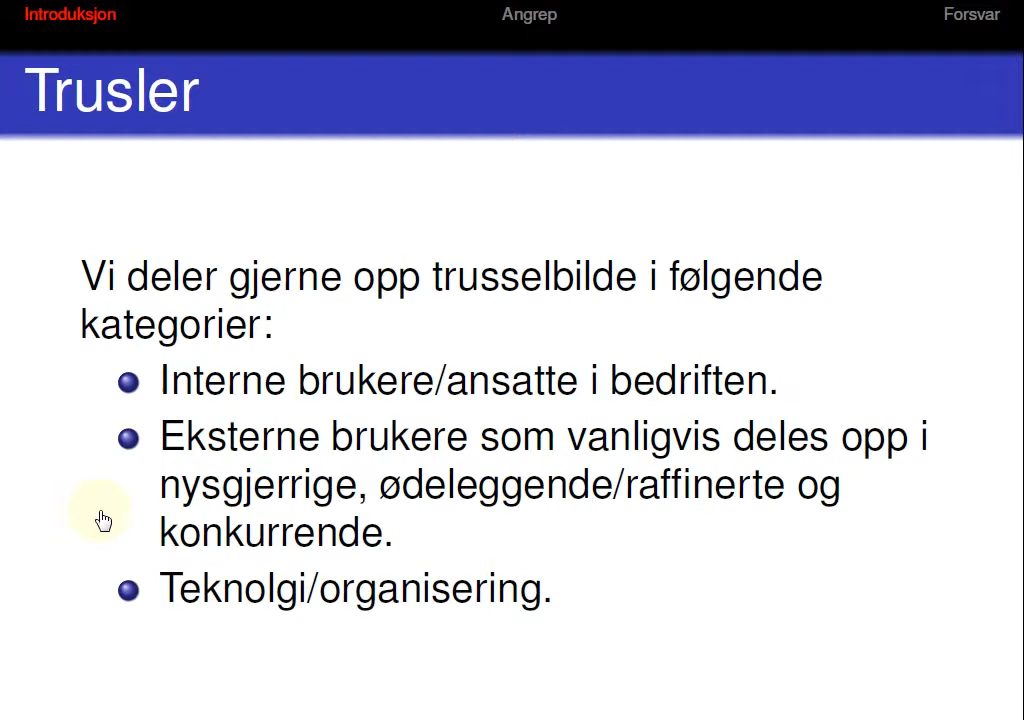 Introduksjon Angrep Forsvar
Trusler
Vi deler gjerne opp trusselbilde i følgende
kategorier:
Interne brukere/ansatte i bedriften.
Eksterne brukere som vanligvis deles opp i
nysgjerrige, ødeleggende/raffinerte og
konkurrende.
Teknolgi/organisering.